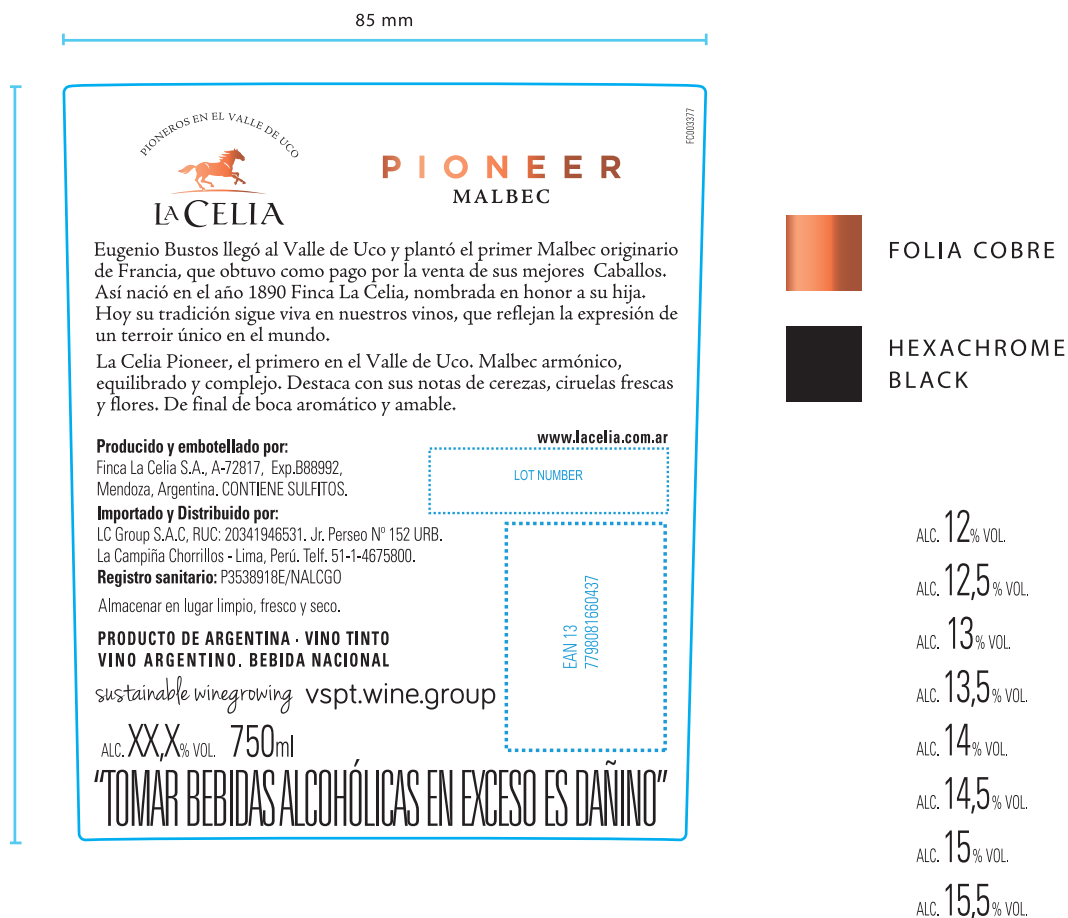 85 mm
FC003377
PIONEROS EN EL VALLE DE UCO
LA CELIA
PIONEER
MALBEC
Eugenio Bustos llegó al Valle de Uco y plantó el primer Malbec originario
de Francia, que obtuvo como pago por la venta de sus mejores Caballos.
Así nació en el año 1890 Finca La Celia, nombrada en honor a su hija.
Hoy su tradición sigue viva en nuestros vinos, que reflejan la expresión de
un terroir único en el mundo.
La Celia Pioneer, el primero en el Valle de Uco. Malbec armónico,
equilibrado y complejo. Destaca con sus notas de cerezas, ciruelas frescas
y flores. De final de boca aromático y amable.
www.lacelia.com.ar
Producido y embotellado por:
Finca La Celia S.A., A-72817, Exp.B88992,
Mendoza, Argentina. CONTIENE SULFITOS.
LOT NUMBER
Importado y Distribuido por:
LC Group S.A.C, RUC: 20341946531. Jr. Perseo Nº 152 URB.
La Campiña Chorrillos - Lima, Perú. Telf. 51-1-4675800.
Registro sanitario: P3538918E/NALCGO
Almacenar en lugar limpio, fresco y seco.
EAN 13
7798081660437
PRODUCTO DE ARGENTINA · VINO TINTO
VINO ARGENTINO. BEBIDA NACIONAL
sustainable winegrowing vspt.wine.group
ALC. XX,X% VOL. 750ml
"TOMAR BEBIDAS ALCOHÓLICAS EN EXCESO ES DAÑINO"
FOLIA COBRE
HEXACHROME
BLACK
ALC. 12% VOL.
ALC. 12,5% VOL.
ALC. 13% VOL.
ALC. 13,5% VOL.
ALC. 14% VOL.
ALC. 14,5% VOL.
ALC. 15% VOL.
ALC. 15,5% VOL.